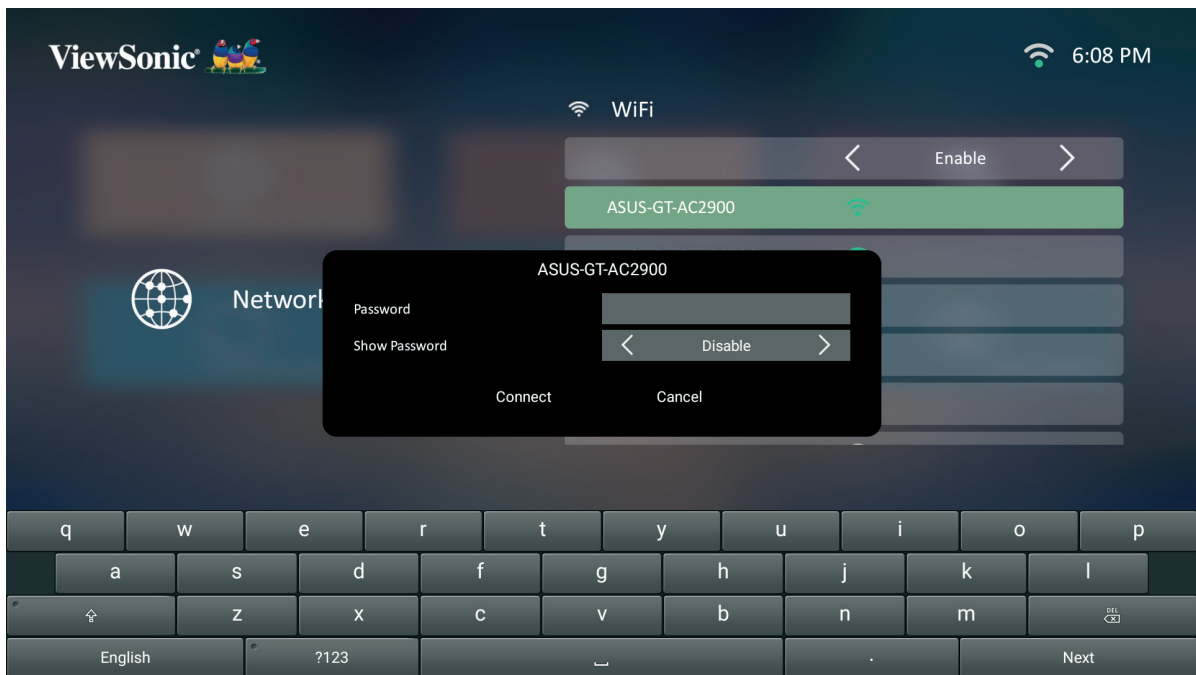 ViewSonic®
6:08 PM
WiFi
Enable
ASUS-GT-AC2900
Network
ASUS-GT-AC2900
Password
Show Password
Disable
Connect Cancel
q w e r t y u i o p
a s d f g h j k l
z x c v b n m DEL
English ?123 . Next